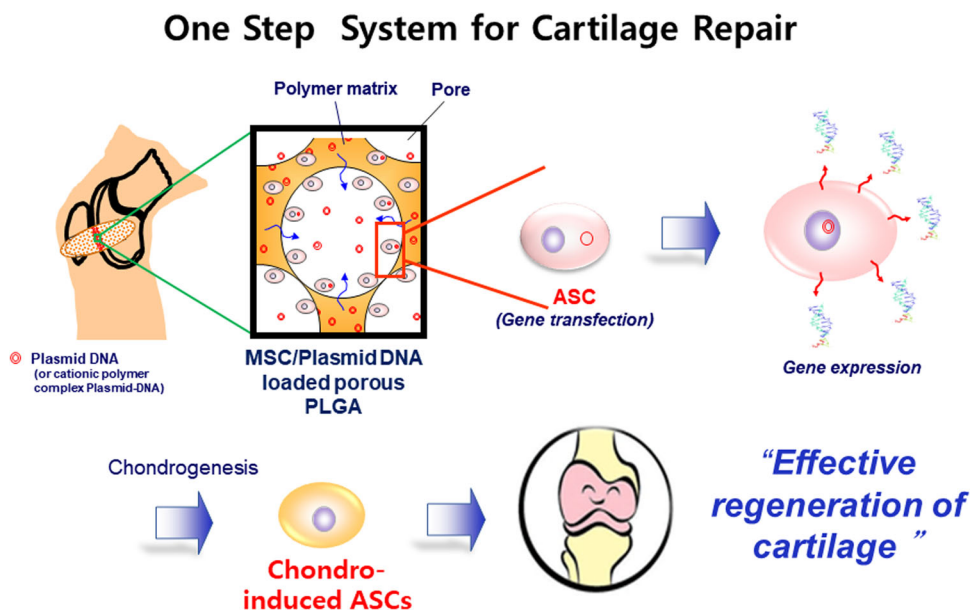 One Step System for Cartilage Repair
Polymer matrix
Pore
Plasmid DNA
(or cationic polymer
complex Plasmid-DNA)
MSC/Plasmid DNA
loaded porous
PLGA
ASC
(Gene transfection)
Gene expression
Chondrogenesis
Chondro-
induced ASCs
“Effective
regeneration of
cartilage ”